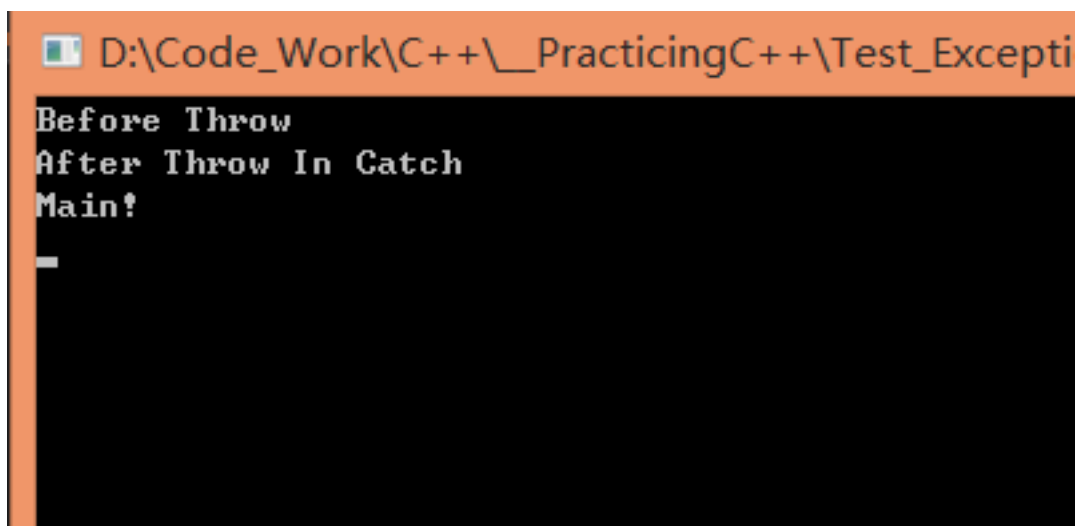 D:\Code_Work\C++\__PracticingC++\Test_Excepti
Before Throw
After Throw In Catch
Main!